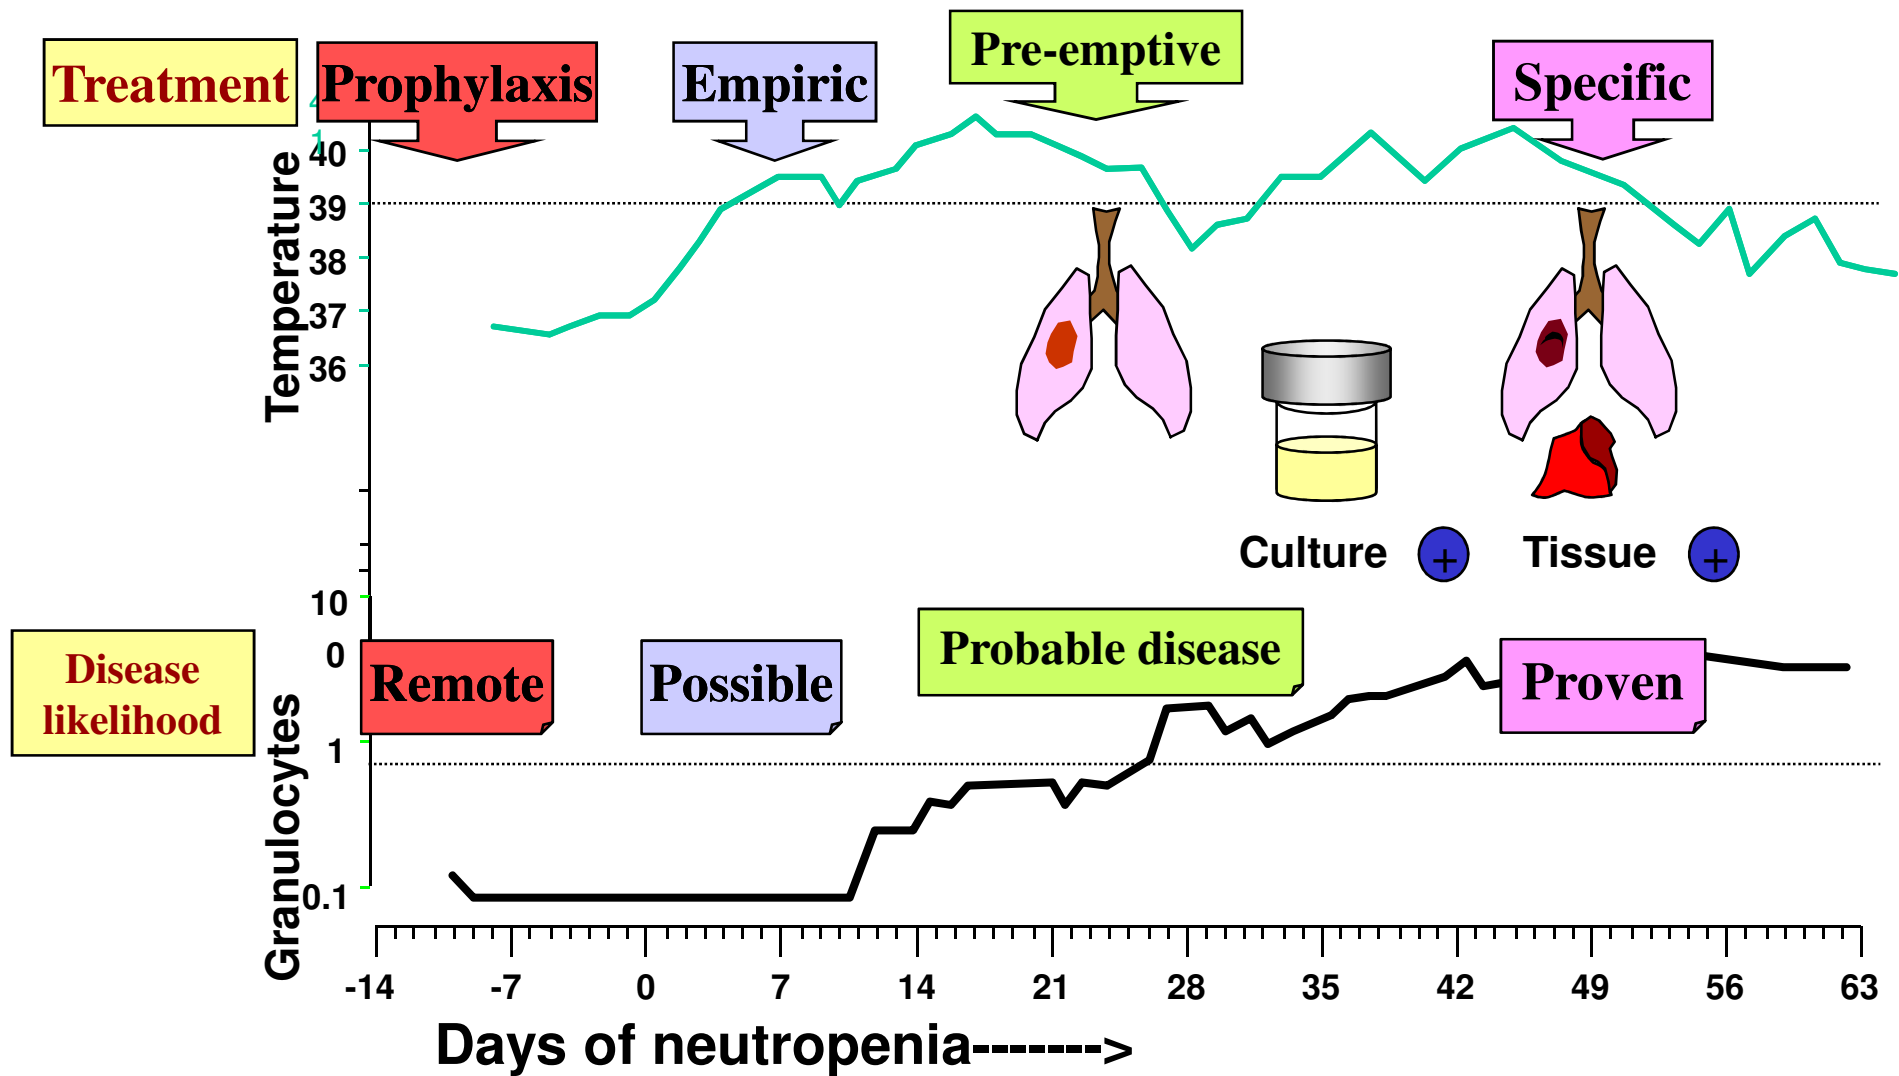 Treatment
Prophylaxis
Empiric
Pre-emptive
Specific
4
1
40
39
38
37
36
Temperature
Culture +
Tissue +
10
0
1
0.1
Granulocytes
Disease
likelihood
Remote
Possible
Probable disease
Proven
-14 -7 0 7 14 21 28 35 42 49 56 63
Days of neutropenia------->